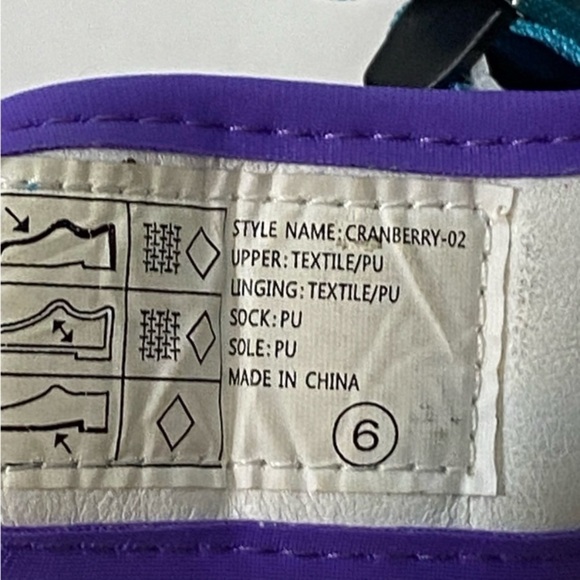 STYLE NAME: CRANBERRY-02
UPPER: TEXTILE/PU
LINGING: TEXTILE/PU
SOCK: PU
SOLE: PU
MADE IN CHINA
6